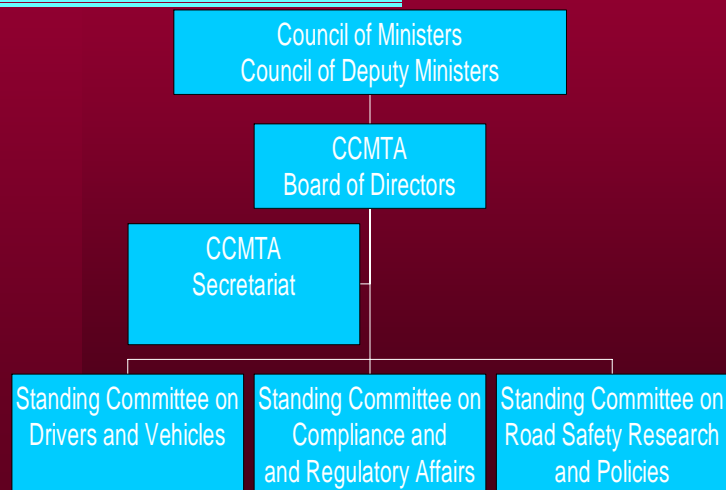 Council of Ministers
Council of Deputy Ministers
CCMTA
Board of Directors
CCMTA
Secretariat
Standing Committee on
Drivers and Vehicles
Standing Committee on
Compliance and
and Regulatory Affairs
Standing Committee on
Road Safety Research
and Policies